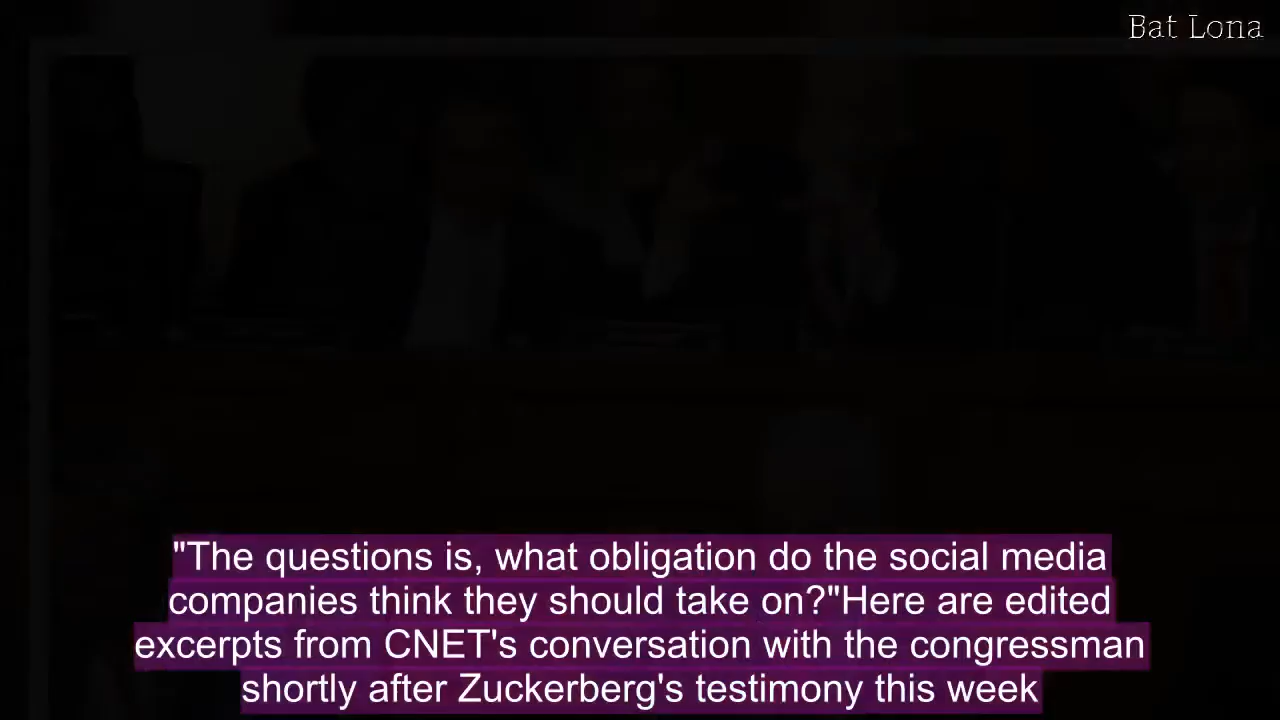 Bat Lona
"The questions is, what obligation do the social media
companies think they should take on?"Here are edited
excerpts from CNET's conversation with the congressman
shortly after Zuckerberg's testimony this week